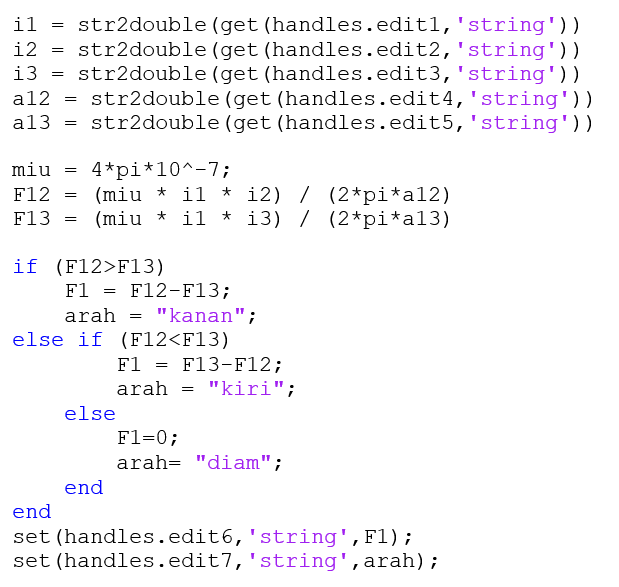 i1 = str2double(get(handles.edit1,'string'))
i2 = str2double(get(handles.edit2,'string'))
i3 = str2double(get(handles.edit3,'string'))
a12 = str2double(get(handles.edit4,'string'))
a13 = str2double(get(handles.edit5,'string'))

miu = 4*pi*10^-7;
F12 = (miu * i1 * i2) / (2*pi*a12)
F13 = (miu * i1 * i3) / (2*pi*a13)

if (F12>F13)
    F1 = F12-F13;
    arah = "kanan";
else if (F12<F13)
        F1 = F13-F12;
        arah = "kiri";
    else
        F1=0;
        arah= "diam";
    end
end
set(handles.edit6,'string',F1);
set(handles.edit7,'string',arah);